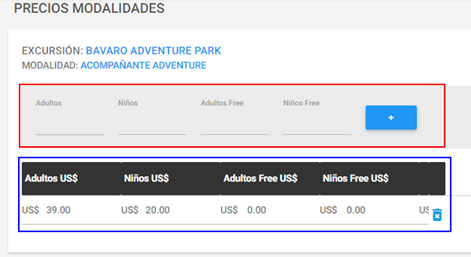 PRECIOS MODALIDADES
EXCURSIÓN: BAVARO ADVENTURE PARK
MODALIDAD: ACOMPAÑANTE ADVENTURE
Adultos Niños Adultos Free Niños Free
+
Adultos US$ Niños US$ Adultos Free US$ Niños Free US$
US$ 39.00 US$ 20.00 US$ 0.00 US$ 0.00